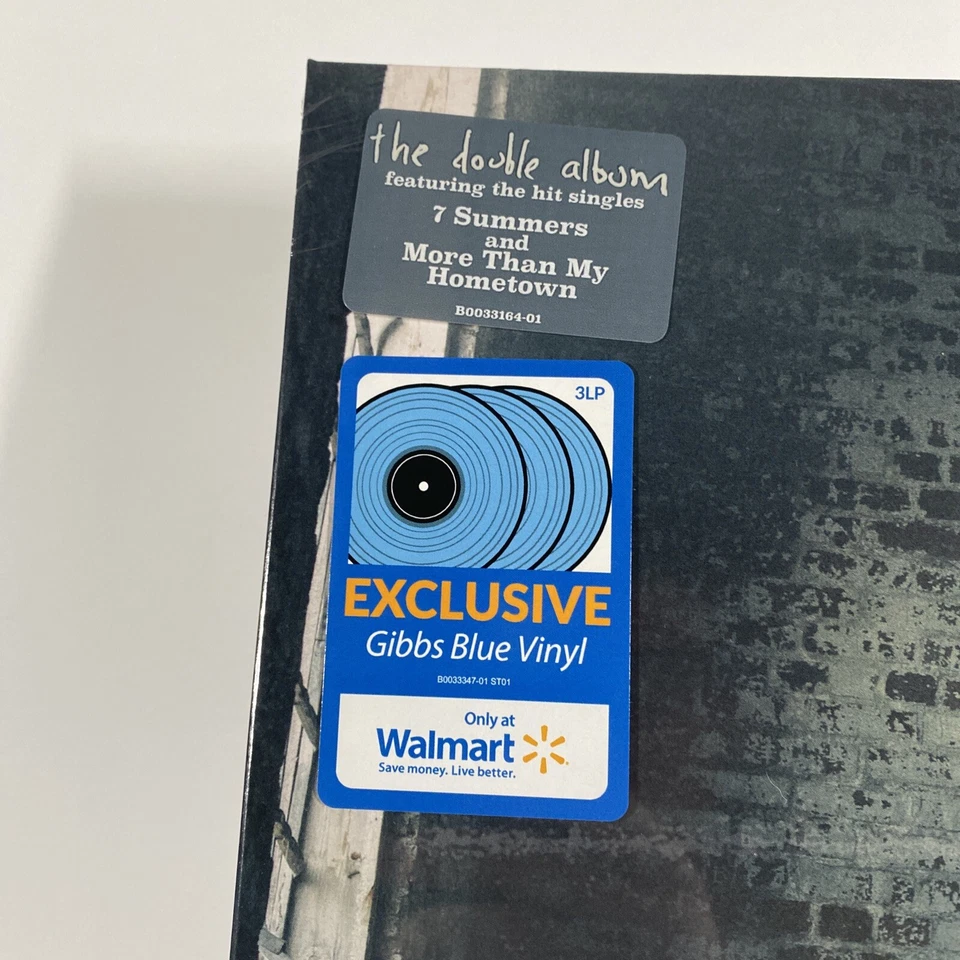 the double album
featuring the hit singles
7 Summers
and
More Than My
Hometown
B0033164-01
3LP
EXCLUSIVE
Gibbs Blue Vinyl
B0033347-01 ST01
Only at
Walmart
Save money. Live better.